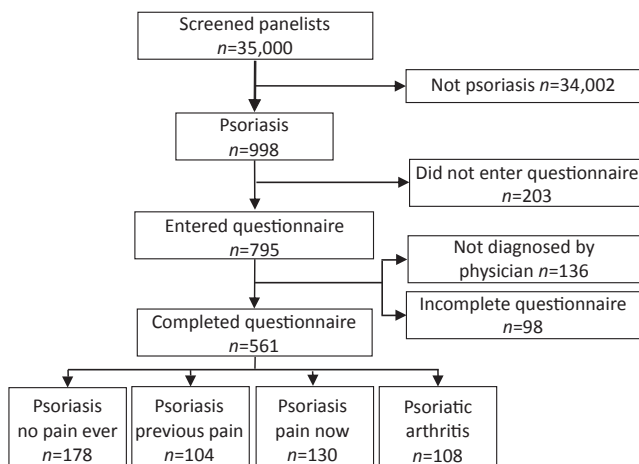 Screened panelists
n=35,000
Not psoriasis n=34,002
Psoriasis
n=998
Did not enter questionnaire
n=203
Entered questionnaire
n=795
Not diagnosed by
physician n=136
Incomplete questionnaire
n=98
Completed questionnaire
n=561
Psoriasis
no pain ever
n=178
Psoriasis
previous pain
n=104
Psoriasis
pain now
n=130
Psoriatic
arthritis
n=108